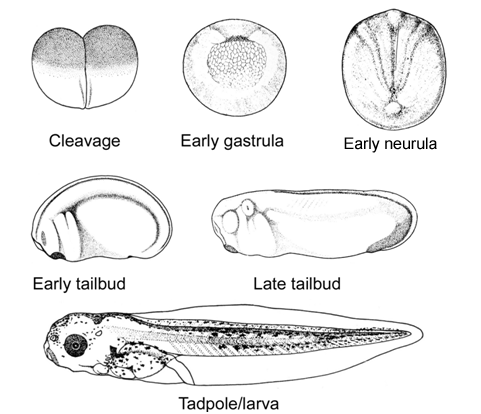 Cleavage
Early gastrula
Early neurula
Early tailbud
Late tailbud
Tadpole/larva